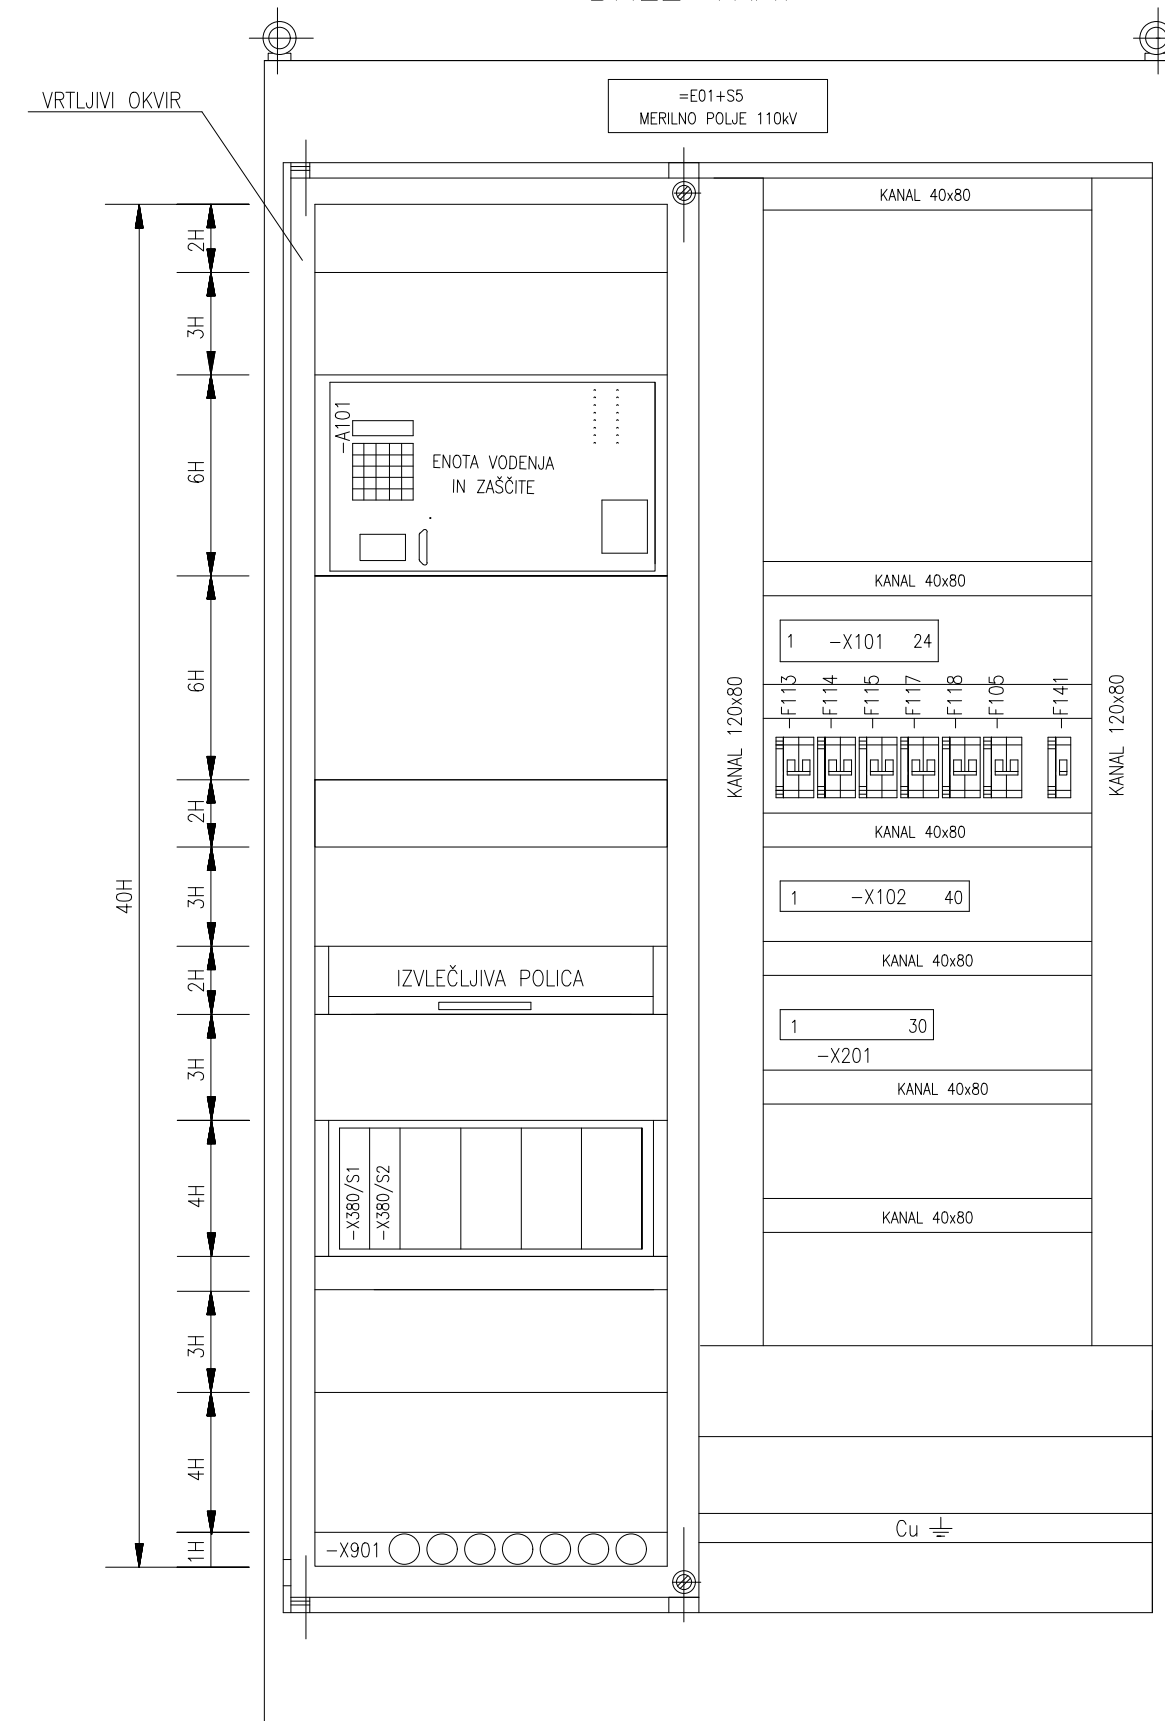 VRTLJIVI OKVIR
=E01+S5
MERILNO POLJE 110kV
KANAL 40x80
2H
3H
6H
6H
2H
3H
2H
3H
4H
3H
4H
1H
40H
-A101
ENOTA VODENJA
IN ZAŠČITE
KANAL 40x80
1 -X101 24
-F113
-F114
-F115
-F117
-F118
-F105
-F141
KANAL 120x80
KANAL 120x80
KANAL 40x80
1 -X102 40
KANAL 40x80
IZVLEČLJIVA POLICA
1 30
-X201
KANAL 40x80
-X380/S1
-X380/S2
KANAL 40x80
Cu
-X901